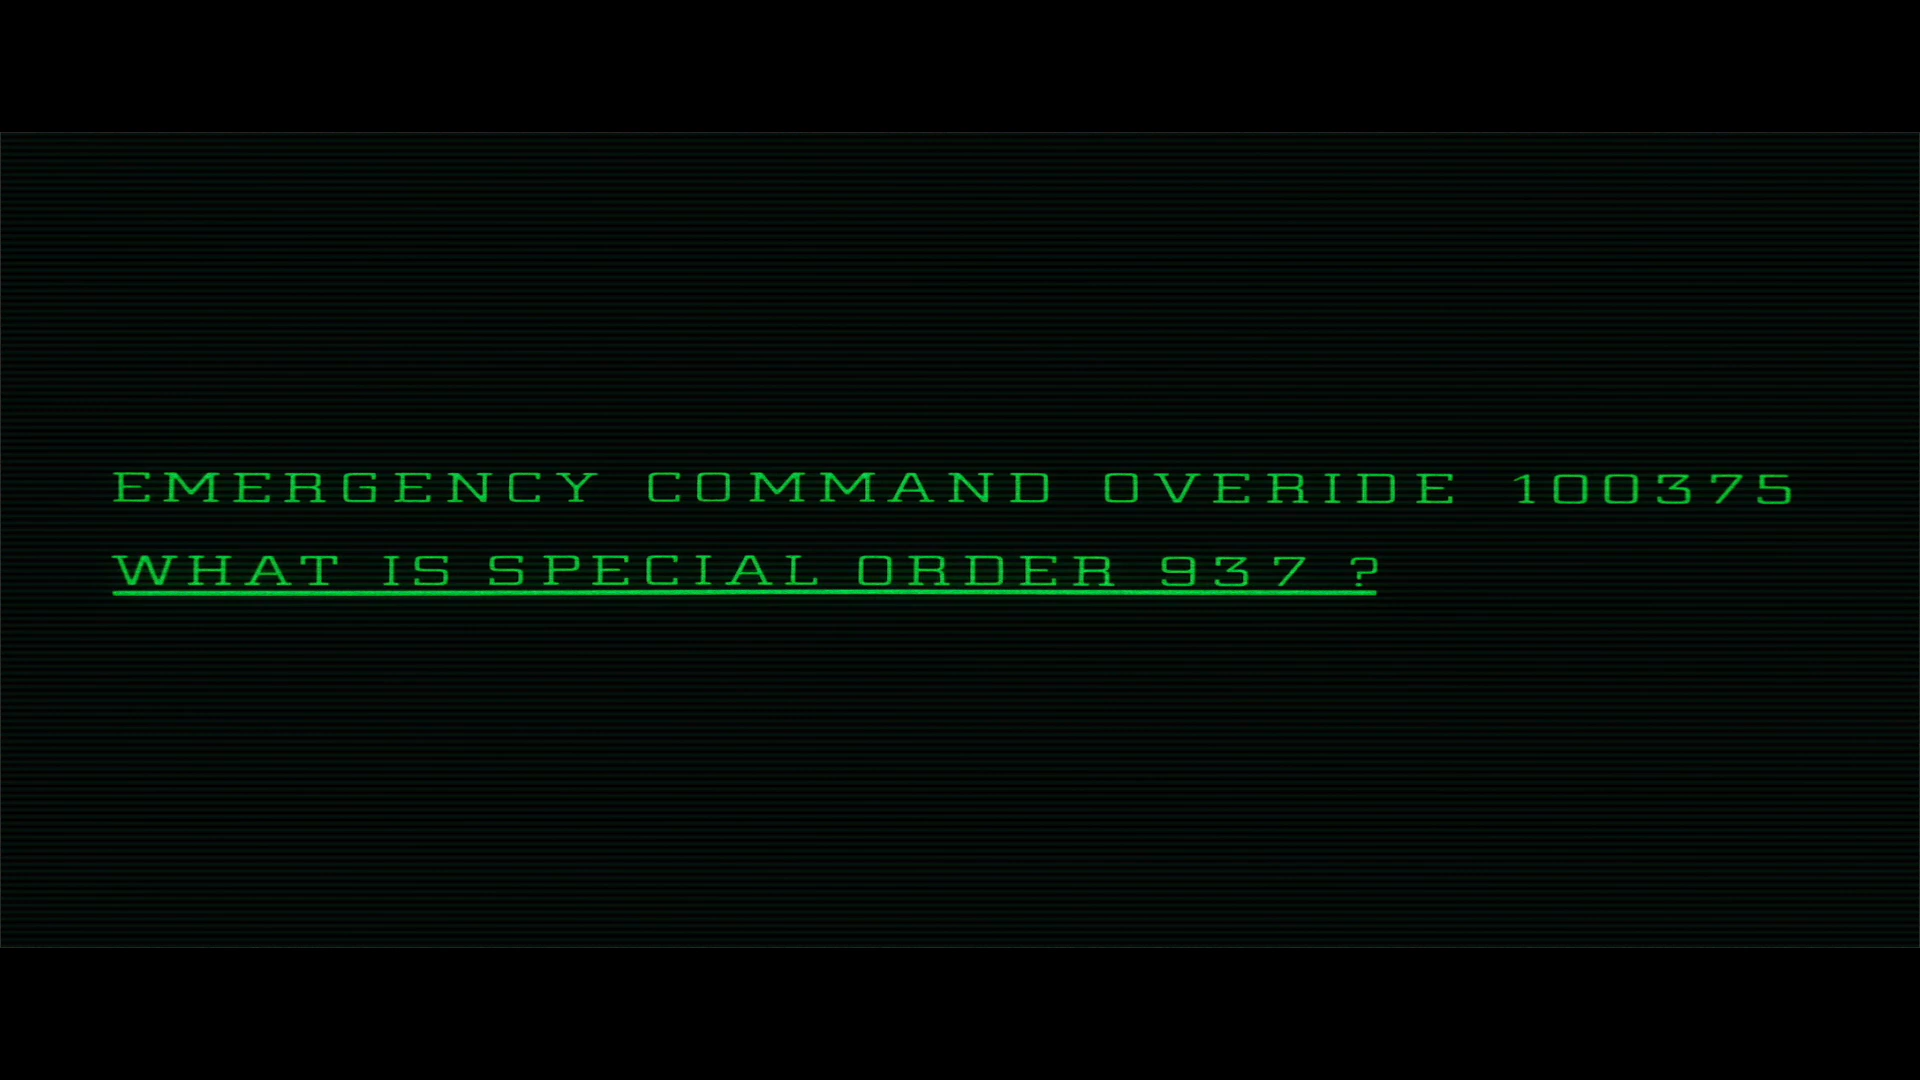 EMERGENCY COMMAND OVERIDE 100375
WHAT IS SPECIAL ORDER 937 ?